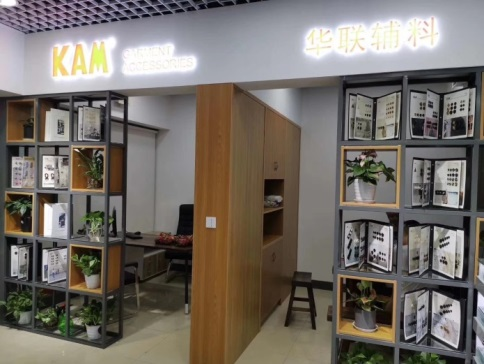 KAM
GARMENT
ACCESSORIES
华联辅料